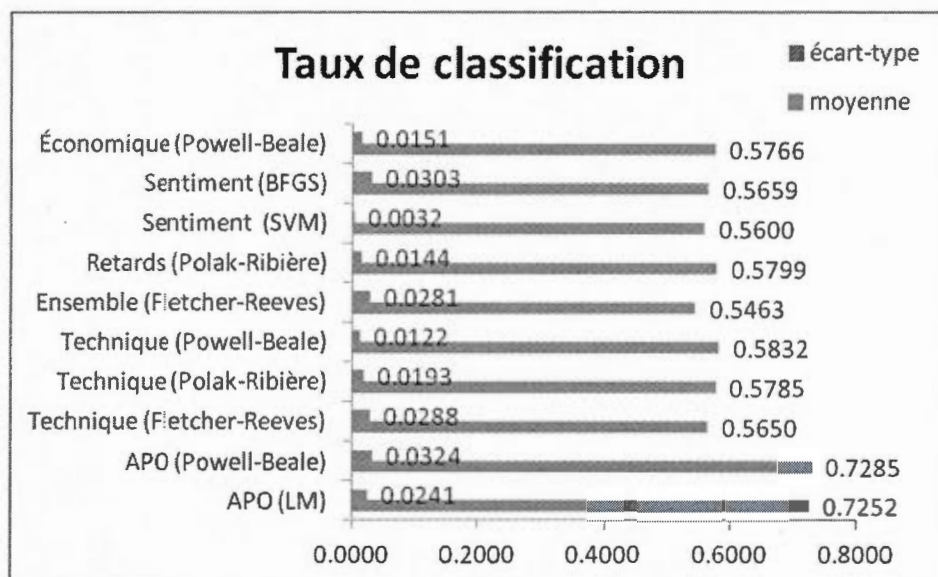 Taux de classification
écart-type
moyenne
Économique (Powell-Beale) 0.0151 0.5766
Sentiment (BFGS) 0.0303 0.5659
Sentiment (SVM) 0.0032 0.5600
Retards (Polak-Ribière) 0.0144 0.5799
Ensemble (Fletcher-Reeves) 0.0281 0.5463
Technique (Powell-Beale) 0.0122 0.5832
Technique (Polak-Ribière) 0.0193 0.5785
Technique (Fletcher-Reeves) 0.0288 0.5650
APO (Powell-Beale) 0.0324 0.7285
APO (LM) 0.0241 0.7252
0.0000 0.2000 0.4000 0.6000 0.8000